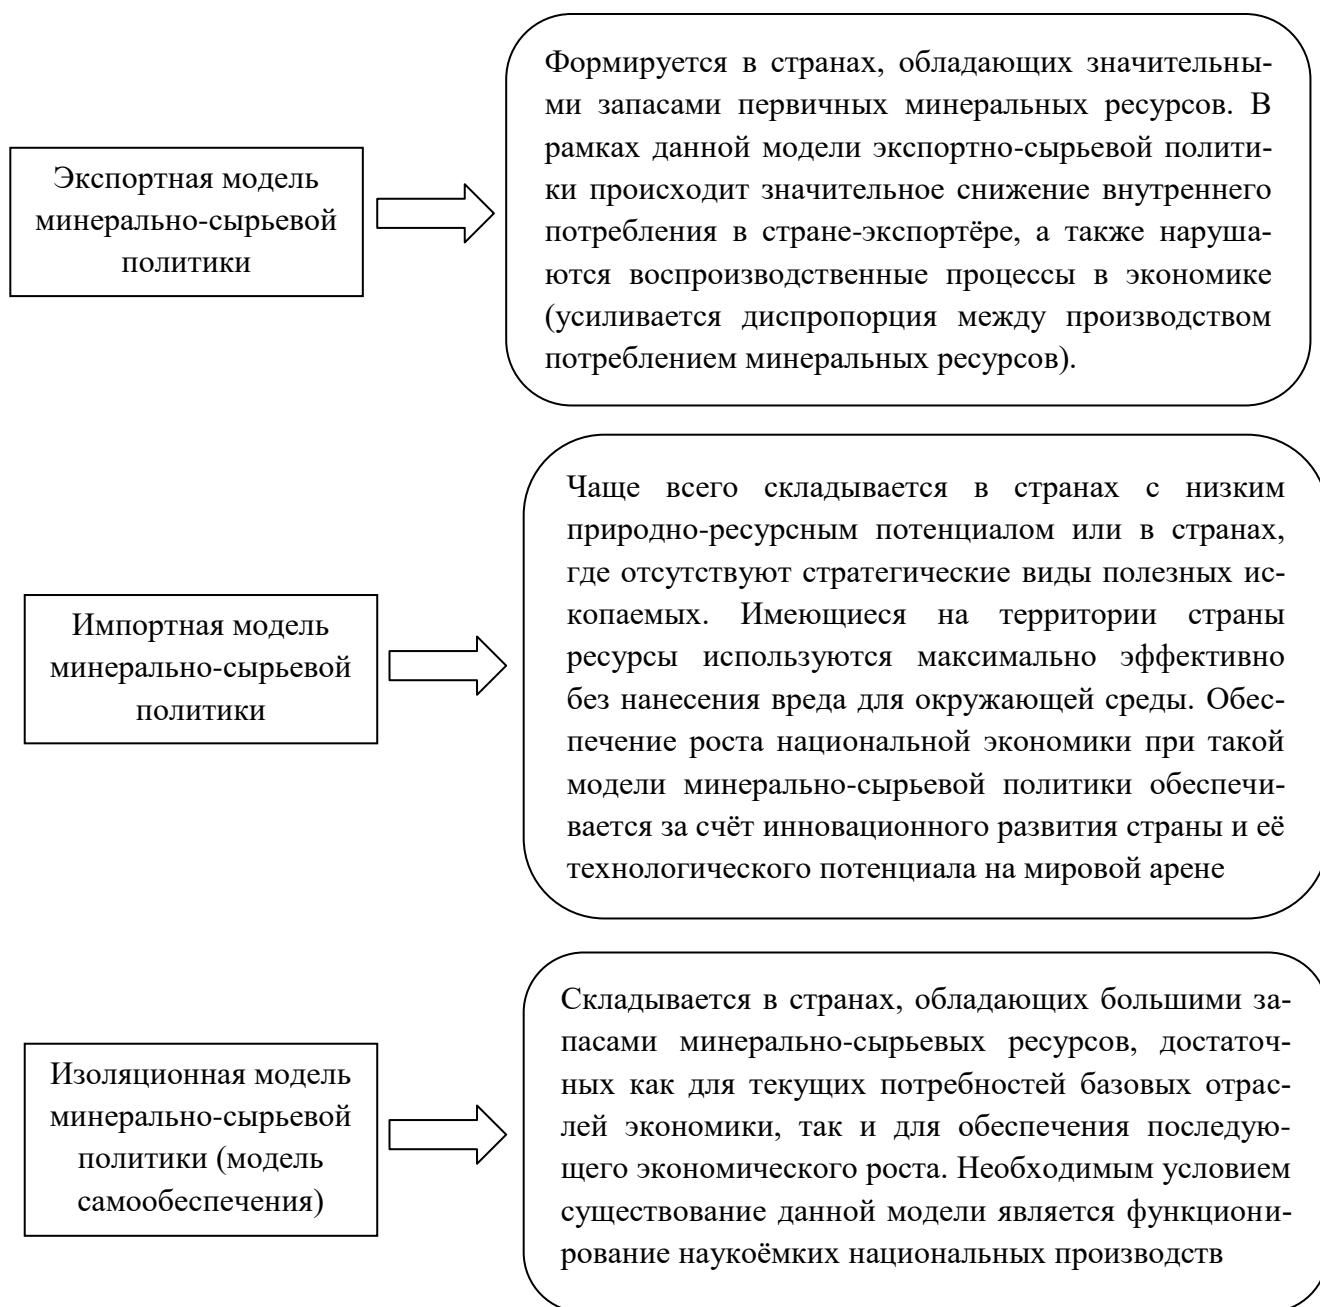 Экспортная модель
минерально-сырьевой
политики
Формируется в странах, обладающих значительны-
ми запасами первичных минеральных ресурсов. В
рамках данной модели экспортно-сырьевой полити-
ки происходит значительное снижение внутреннего
потребления в стране-экспортёре, а также наруша-
ются воспроизводственные процессы в экономике
(усиливается диспропорция между производством
потреблением минеральных ресурсов).
Импортная модель
минерально-сырьевой
политики
Чаще всего складывается в странах с низким
природно-ресурсным потенциалом или в странах,
где отсутствуют стратегические виды полезных ис-
копаемых. Имеющиеся на территории страны
ресурсы используются максимально эффективно
без нанесения вреда для окружающей среды. Обес-
печение роста национальной экономики при такой
модели минерально-сырьевой политики обеспечи-
вается за счёт инновационного развития страны и её
технологического потенциала на мировой арене
Изоляционная модель
минерально-сырьевой
политики (модель
самообеспечения)
Складывается в странах, обладающих большими за-
пасами минерально-сырьевых ресурсов, достаточ-
ных как для текущих потребностей базовых отрас-
лей экономики, так и для обеспечения последую-
щего экономического роста. Необходимым условием
существование данной модели является функциони-
рование наукоёмких национальных производств